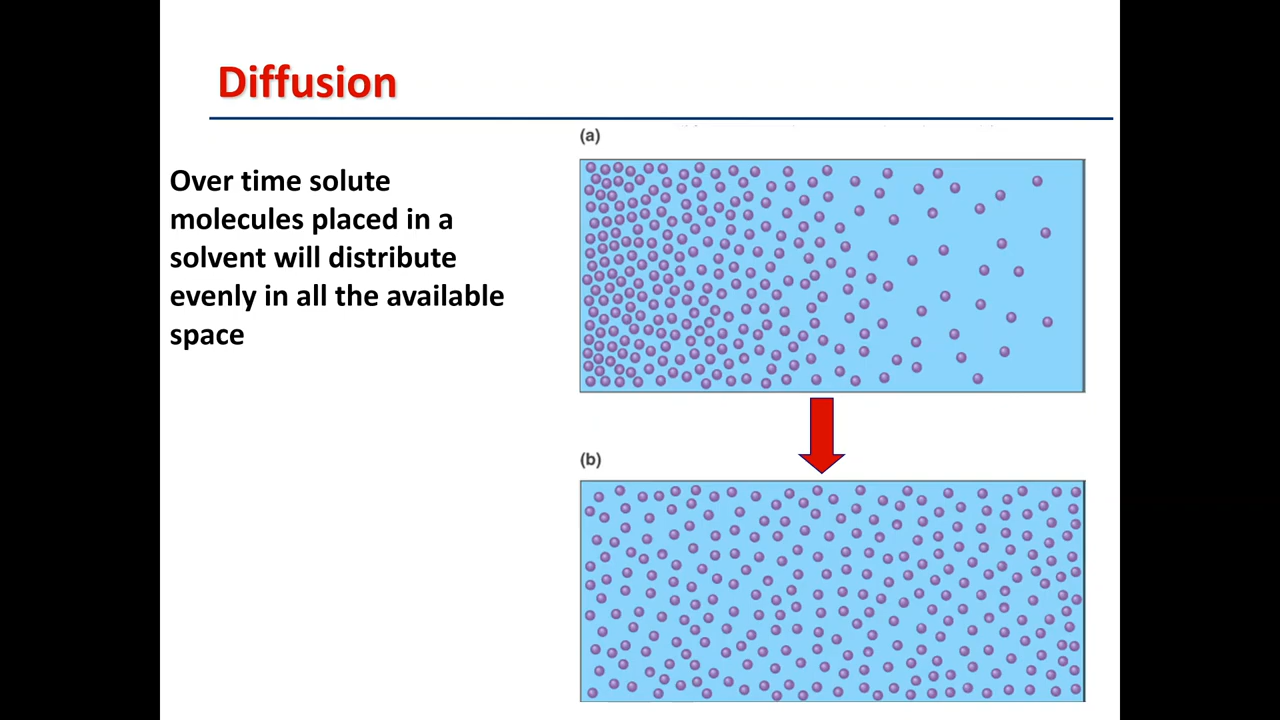 Diffusion
Over time solute
molecules placed in a
solvent will distribute
evenly in all the available
space
(a)
(b)